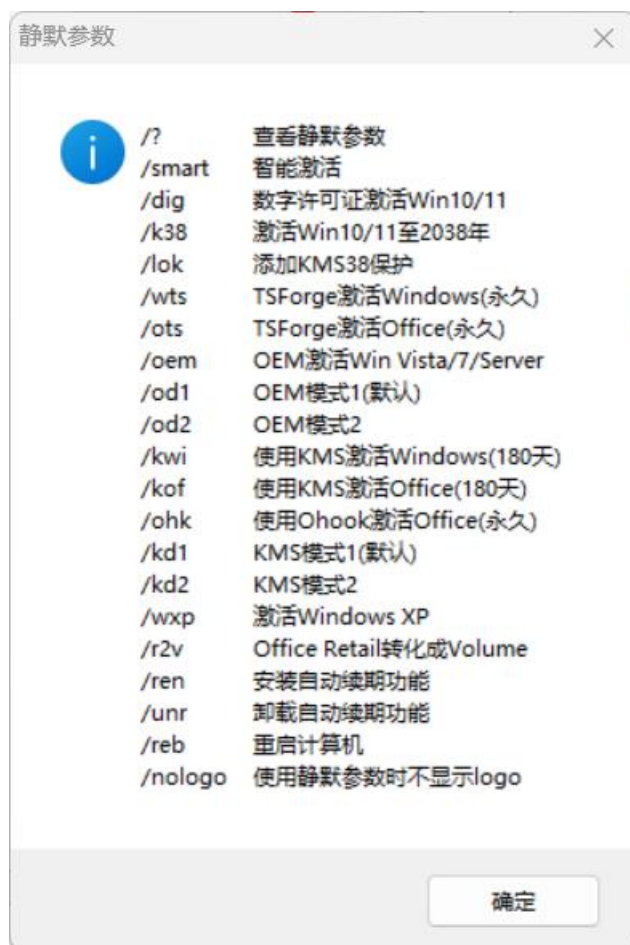 静默参数
/? 查看静默参数
/smart 智能激活
/dig 数字许可证激活Win10/11
/k38 激活Win10/11至2038年
/lok 添加KMS38保护
/wts TSForge激活Windows(永久)
/ots TSForge激活Office(永久)
/oem OEM激活Win Vista/7/Server
/od1 OEM模式1(默认)
/od2 OEM模式2
/kwi 使用KMS激活Windows(180天)
/kof 使用KMS激活Office(180天)
/ohk 使用Ohook激活Office(永久)
/kd1 KMS模式1(默认)
/kd2 KMS模式2
/wxp 激活Windows XP
/r2v Office Retail转化成Volume
/ren 安装自动续期功能
/unr 卸载自动续期功能
/reb 重启计算机
/nologo 使用静默参数时不显示logo
确定